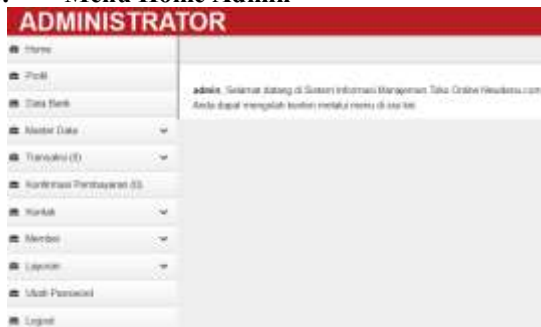 . Menu Home Admin
ADMINISTRATOR
Home
Profil
admin, Selamat datang di Sistem Informasi Manajemen Toko Online
Data Bank
Anda dapat mengolah konten melalui menu di sisi kiri
Master Data
Transaksi (0)
Konfirmasi Pembayaran (0)
Kontak
Member
Laporan
Ubah Password
Logout